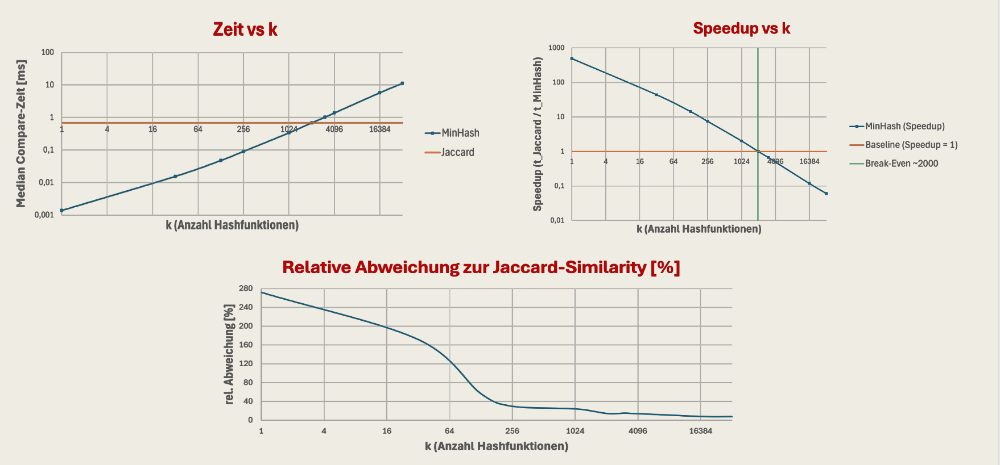 Zeit vs k
Median Compare-Zeit [ms]
100
10
1
0,1
0,01
0,001
1 4 16 64 256 1024 4096 16384
k (Anzahl Hashfunktionen)
MinHash
Jaccard
Speedup vs k
Speedup (t_Jaccard / t_MinHash)
1000
100
10
1
0,1
0,01
1 4 16 64 256 1024 4096 16384
k (Anzahl Hashfunktionen)
MinHash (Speedup)
Baseline (Speedup = 1)
Break-Even ~2000
Relative Abweichung zur Jaccard-Similarity [%]
rel. Abweichung [%]
280
240
200
160
120
80
40
0
1 4 16 64 256 1024 4096 16384
k (Anzahl Hashfunktionen)